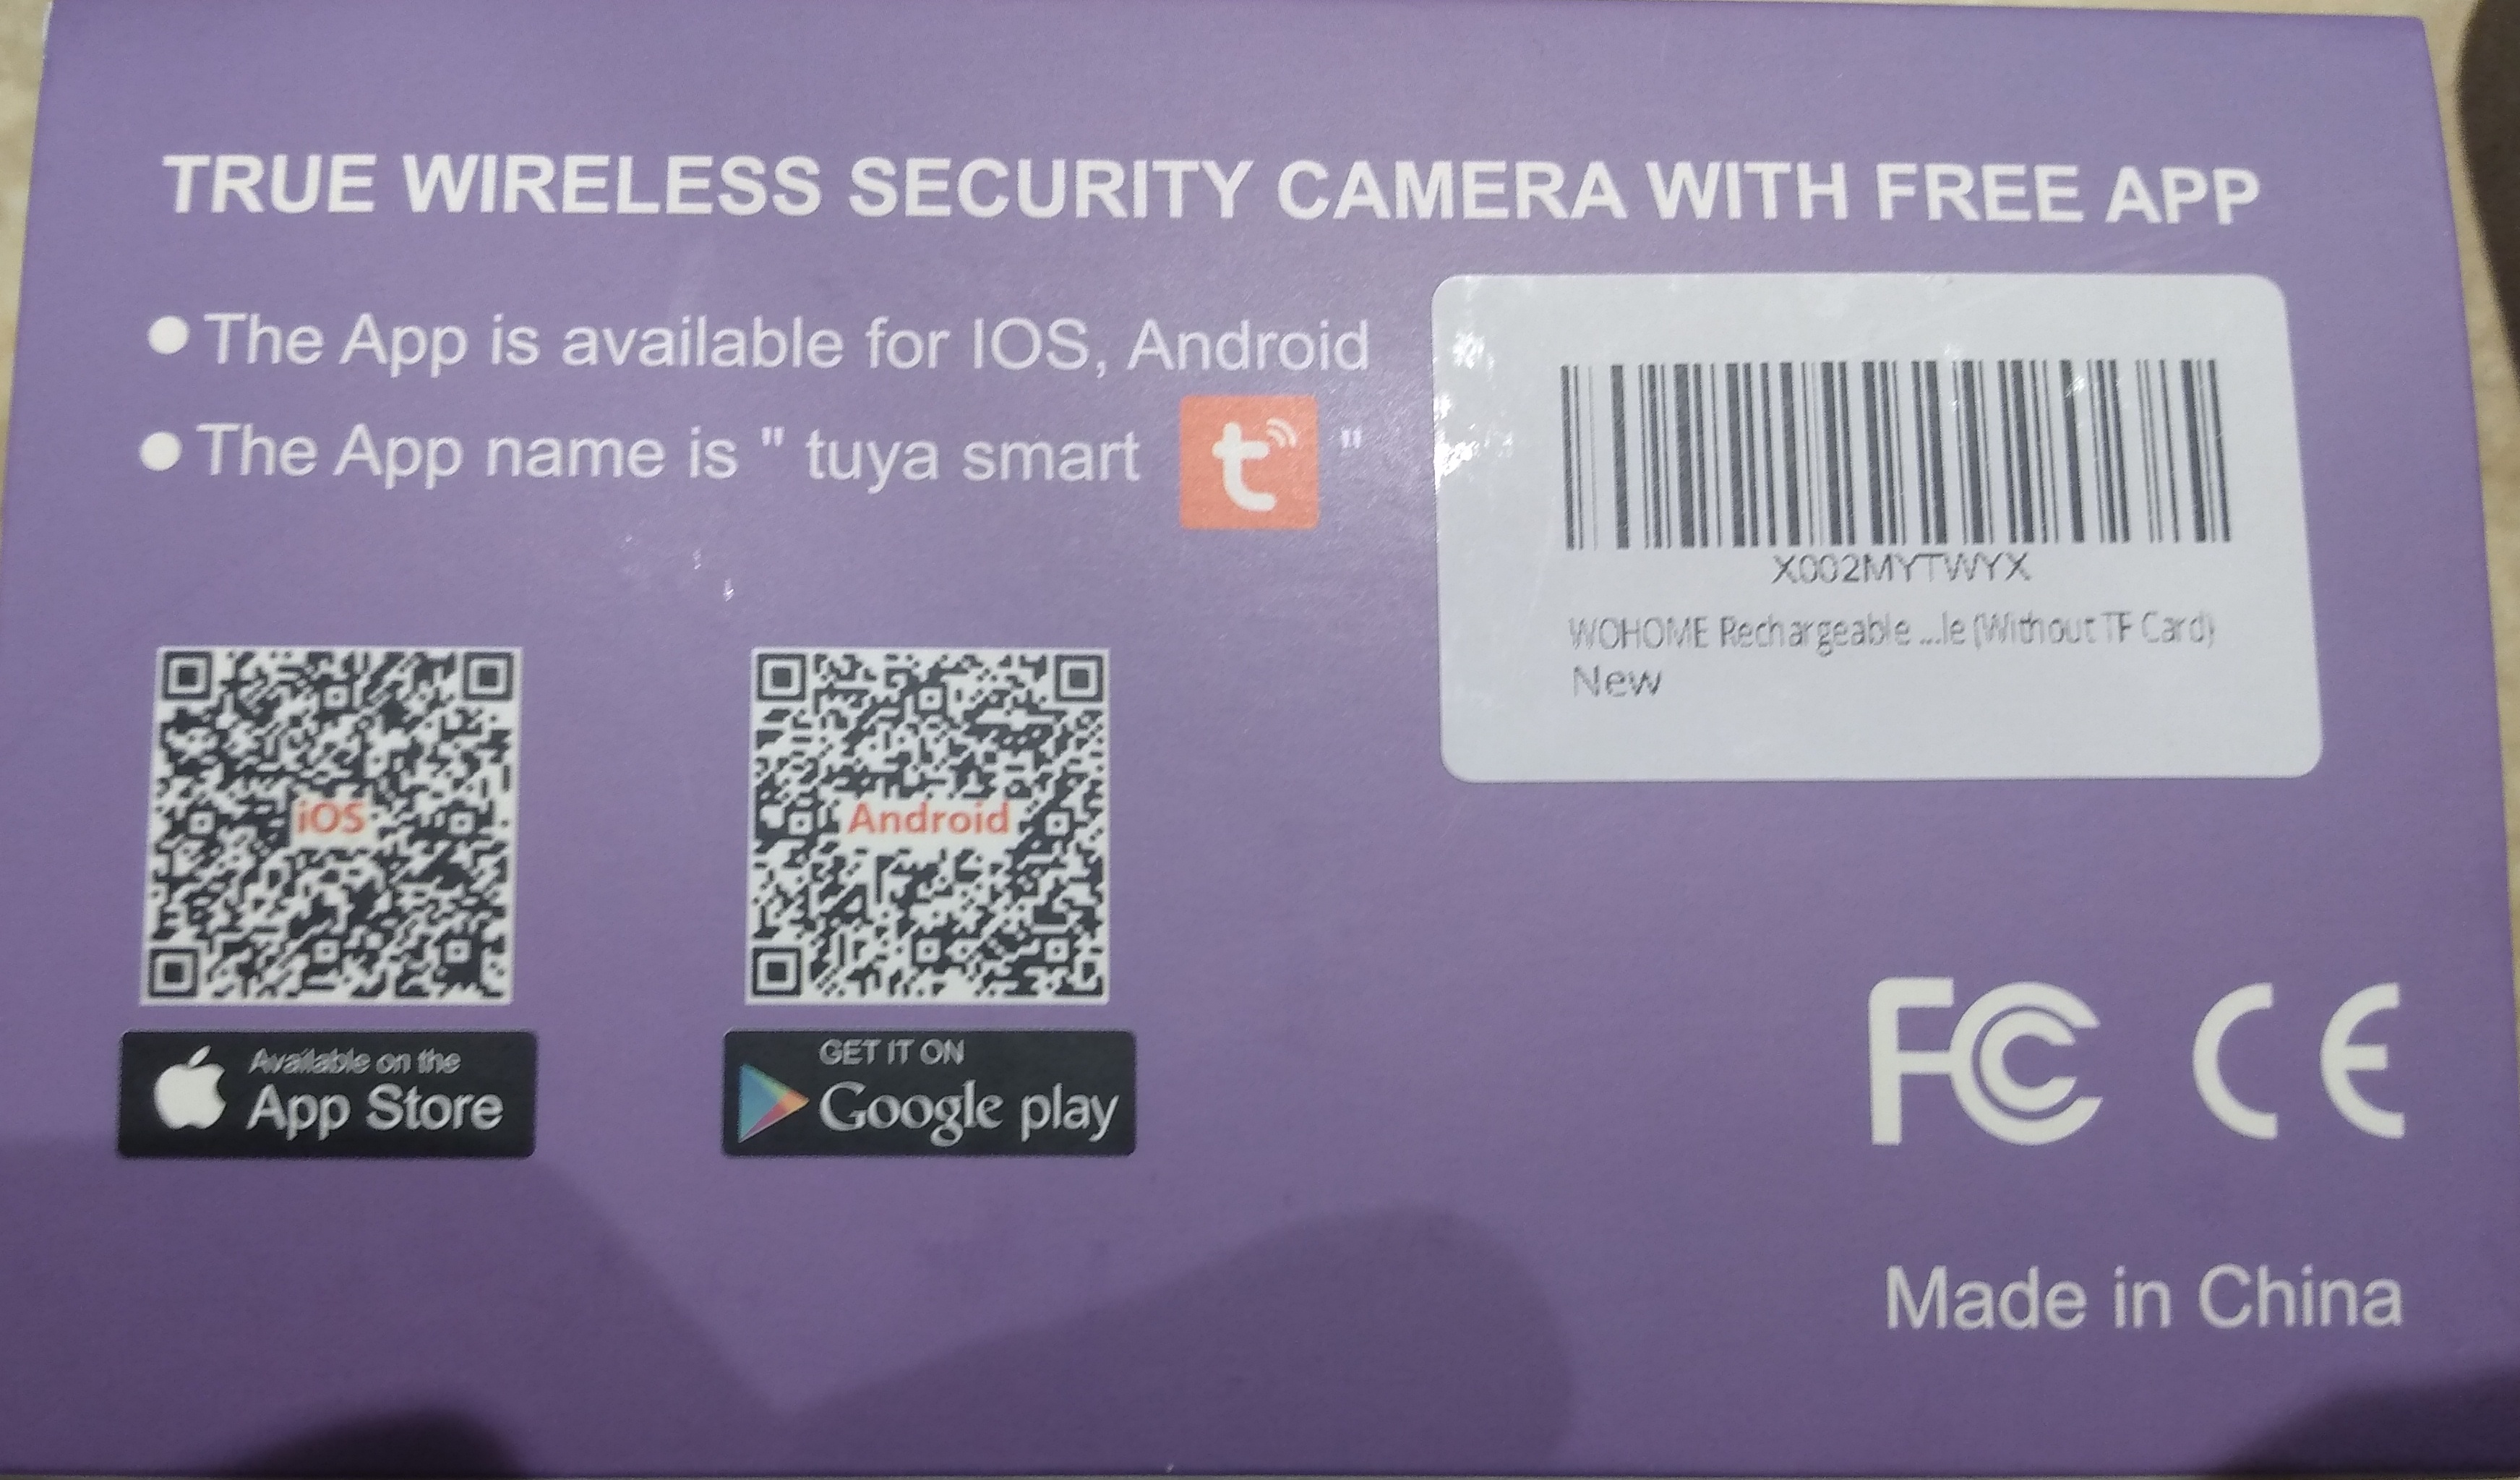 TRUE WIRELESS SECURITY CAMERA WITH FREE APP
● The App is available for IOS, Android
● The App name is " tuya smart t "
X002MYTWYX
WOHOME Rechargeable ...le (Without TF Card)
New
iOS
Android
Available on the
App Store
GET IT ON
Google play
FC CE
Made in China